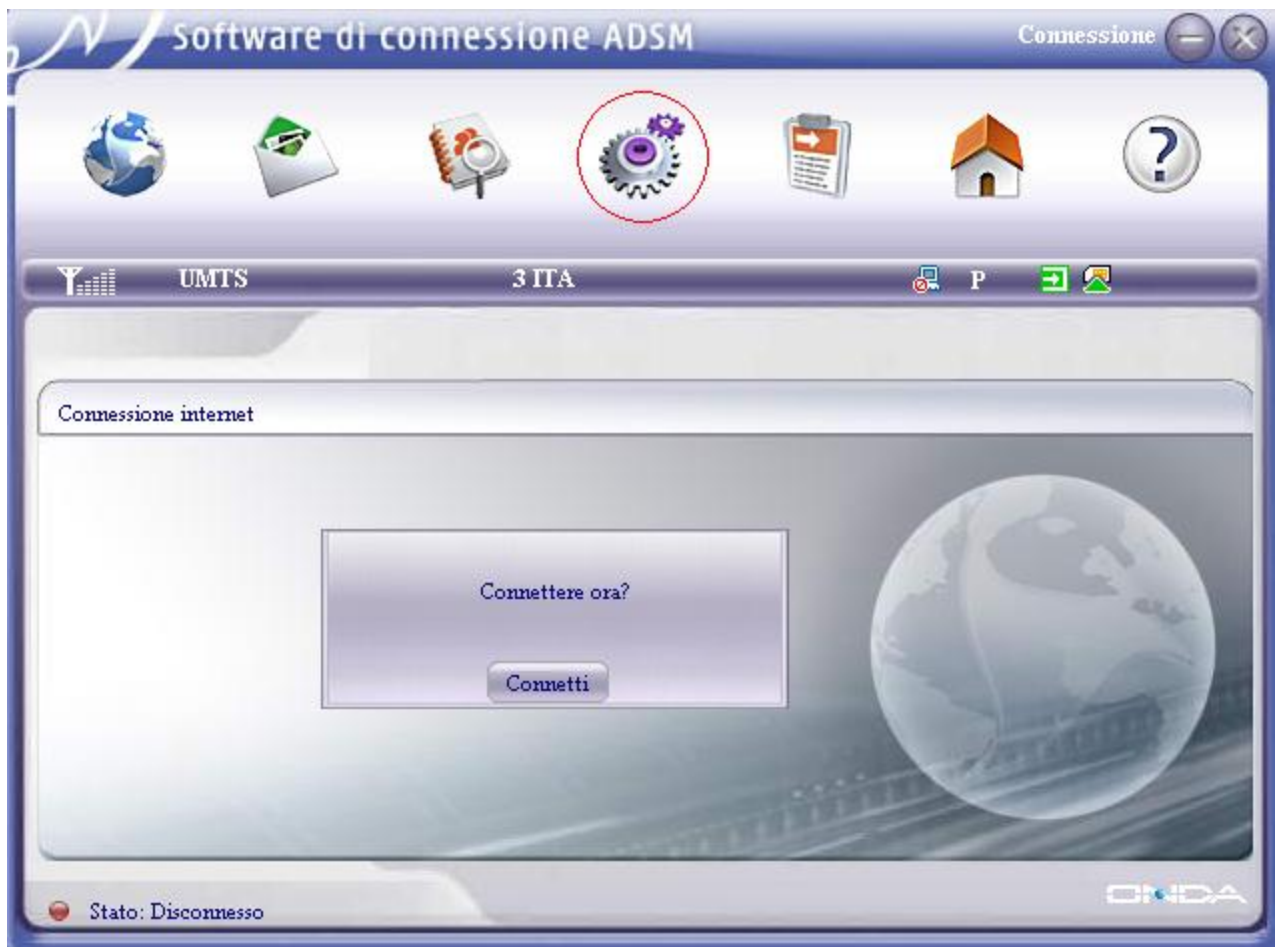 Software di connessione ADSM
Connessione
?
UMTS
3 ITA
P
Connessione internet
Connettere ora?
Connetti
Stato: Disconnesso
ONDA